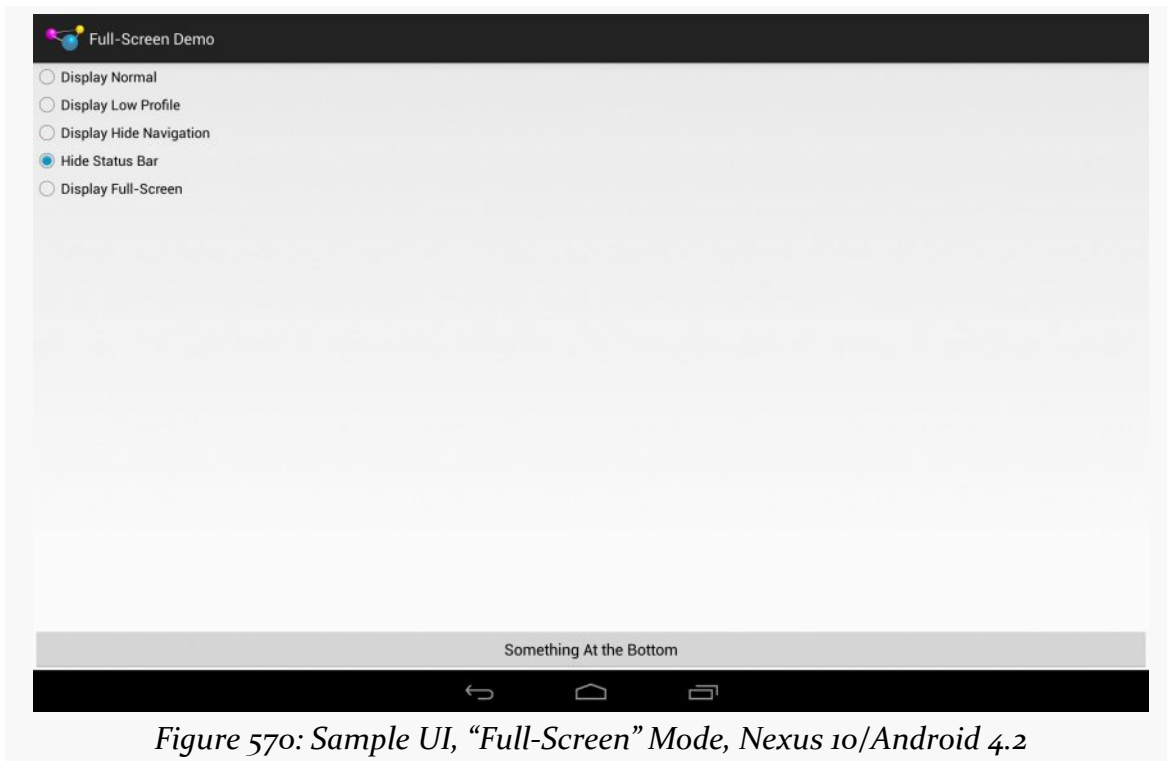 Full-Screen Demo
Display Normal
Display Low Profile
Display Hide Navigation
Hide Status Bar
Display Full-Screen
Something At the Bottom
Figure 570: Sample UI, “Full-Screen” Mode, Nexus 10/Android 4.2